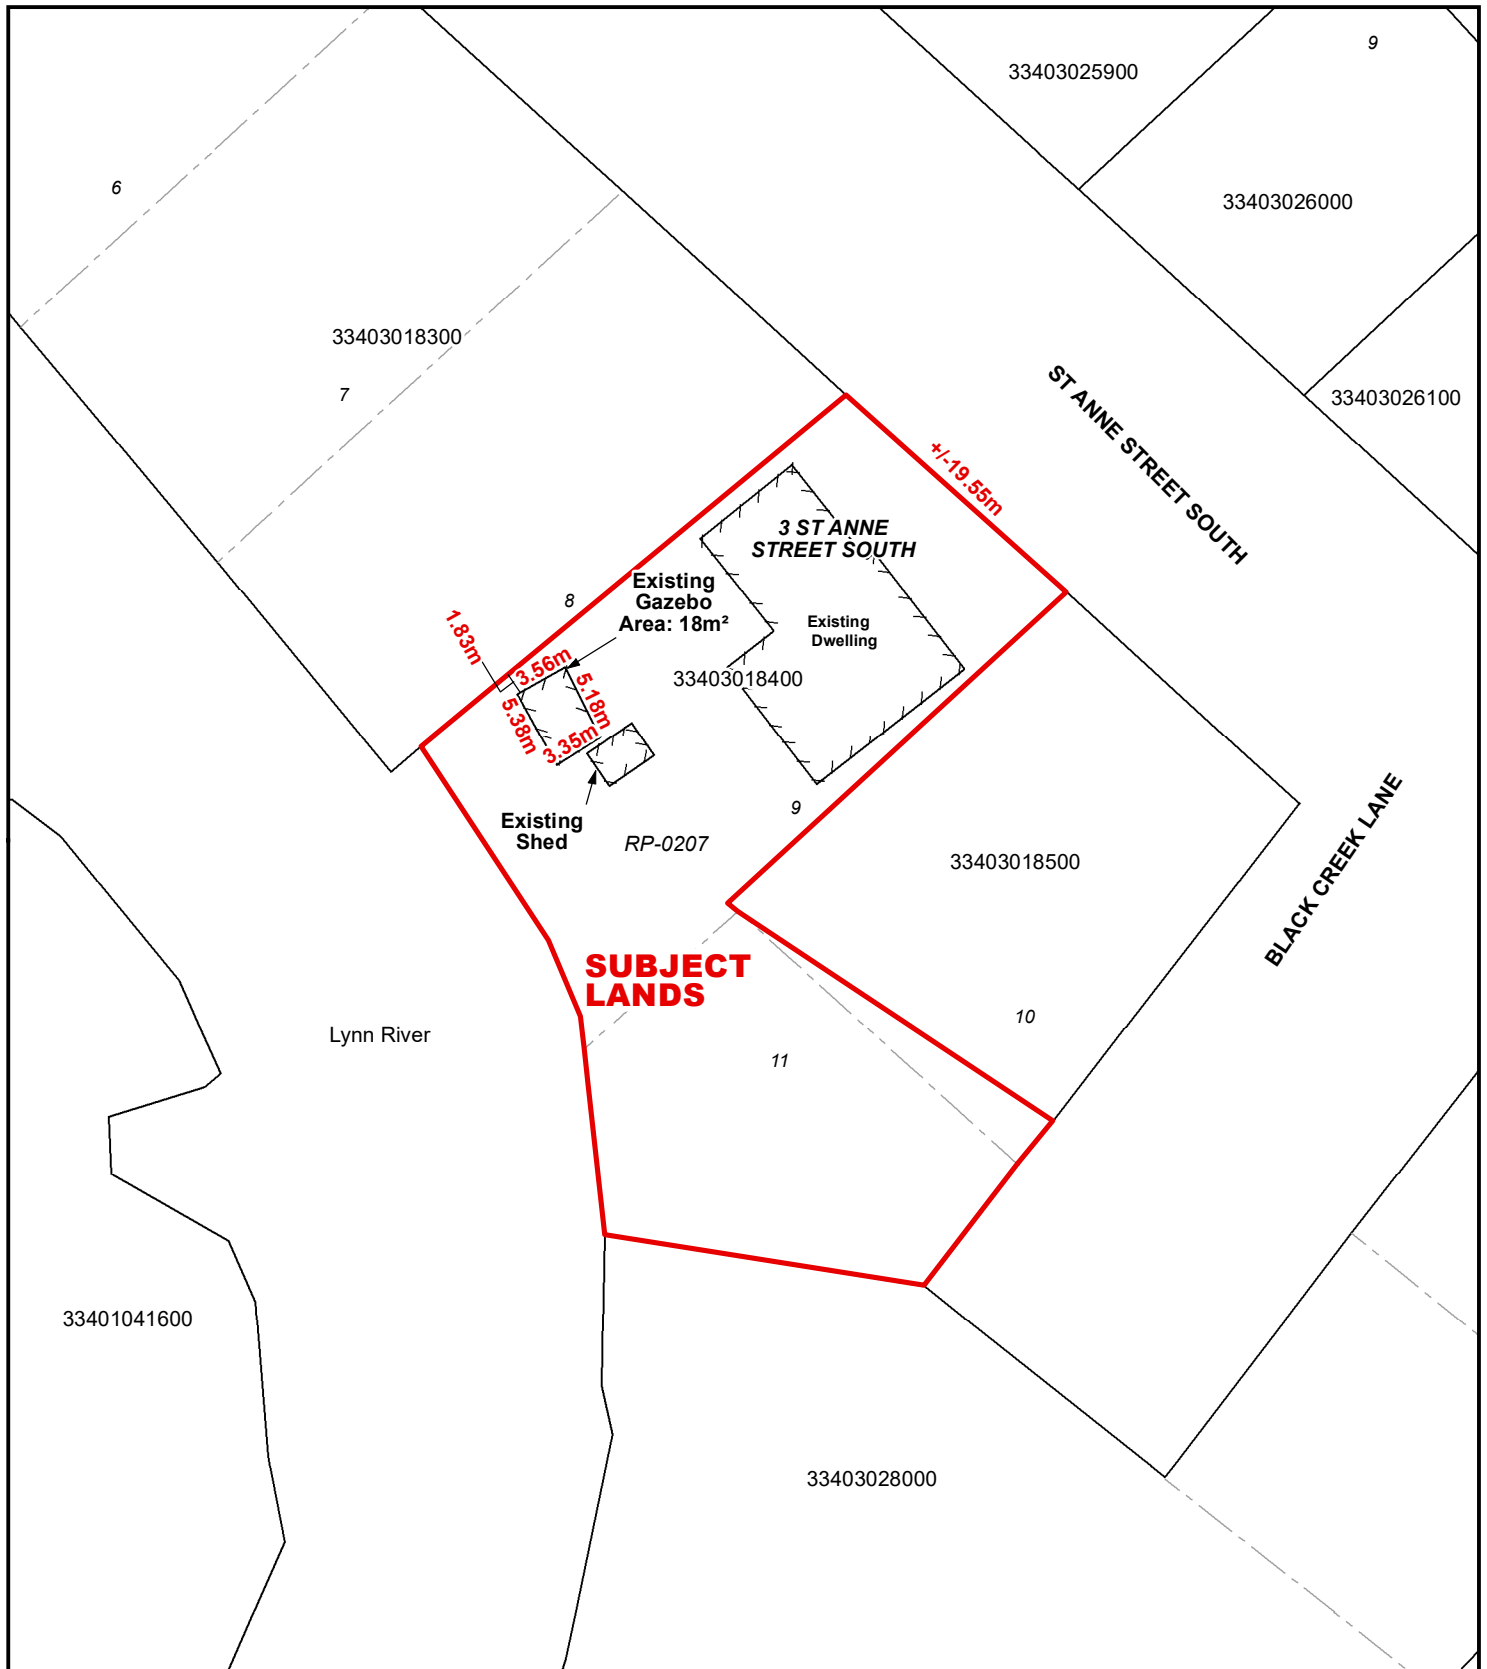 9
33403025900
6
33403026000
33403018300
7
33403026100
ST ANNE STREET SOUTH
+/-19.55m
3 ST ANNE
STREET SOUTH
Existing
Gazebo
Area: 18m²
8
Existing
Dwelling
1.83m
3.56m
33403018400
5.18m
5.38m
3.35m
9
Existing
Shed
RP-0207
33403018500
BLACK CREEK LANE
SUBJECT
LANDS
10
Lynn River
11
33401041600
33403028000